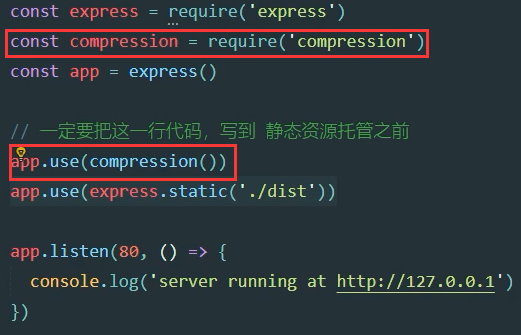 const express = require('express')
const compression = require('compression')
const app = express()
// 一定要把这一行代码，写到 静态资源托管之前
app.use(compression())
app.use(express.static('./dist'))
app.listen(80, () => {
console.log('server running at http://127.0.0.1')
})